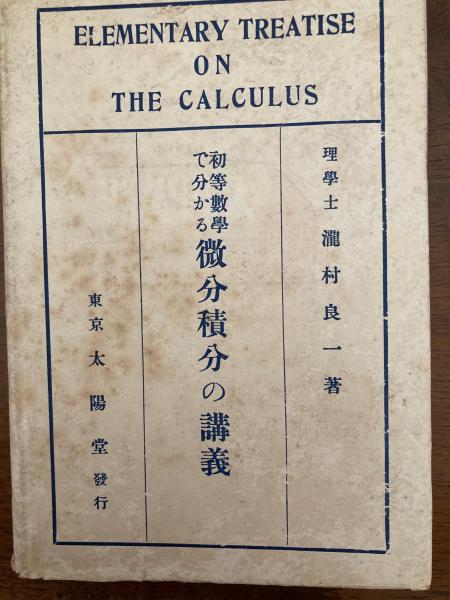 ELEMENTARY TREATISE
ON
THE CALCULUS
理學士 瀧村良一著
初等數學
で分かる
微分積分の講義
東京 太陽堂 發行